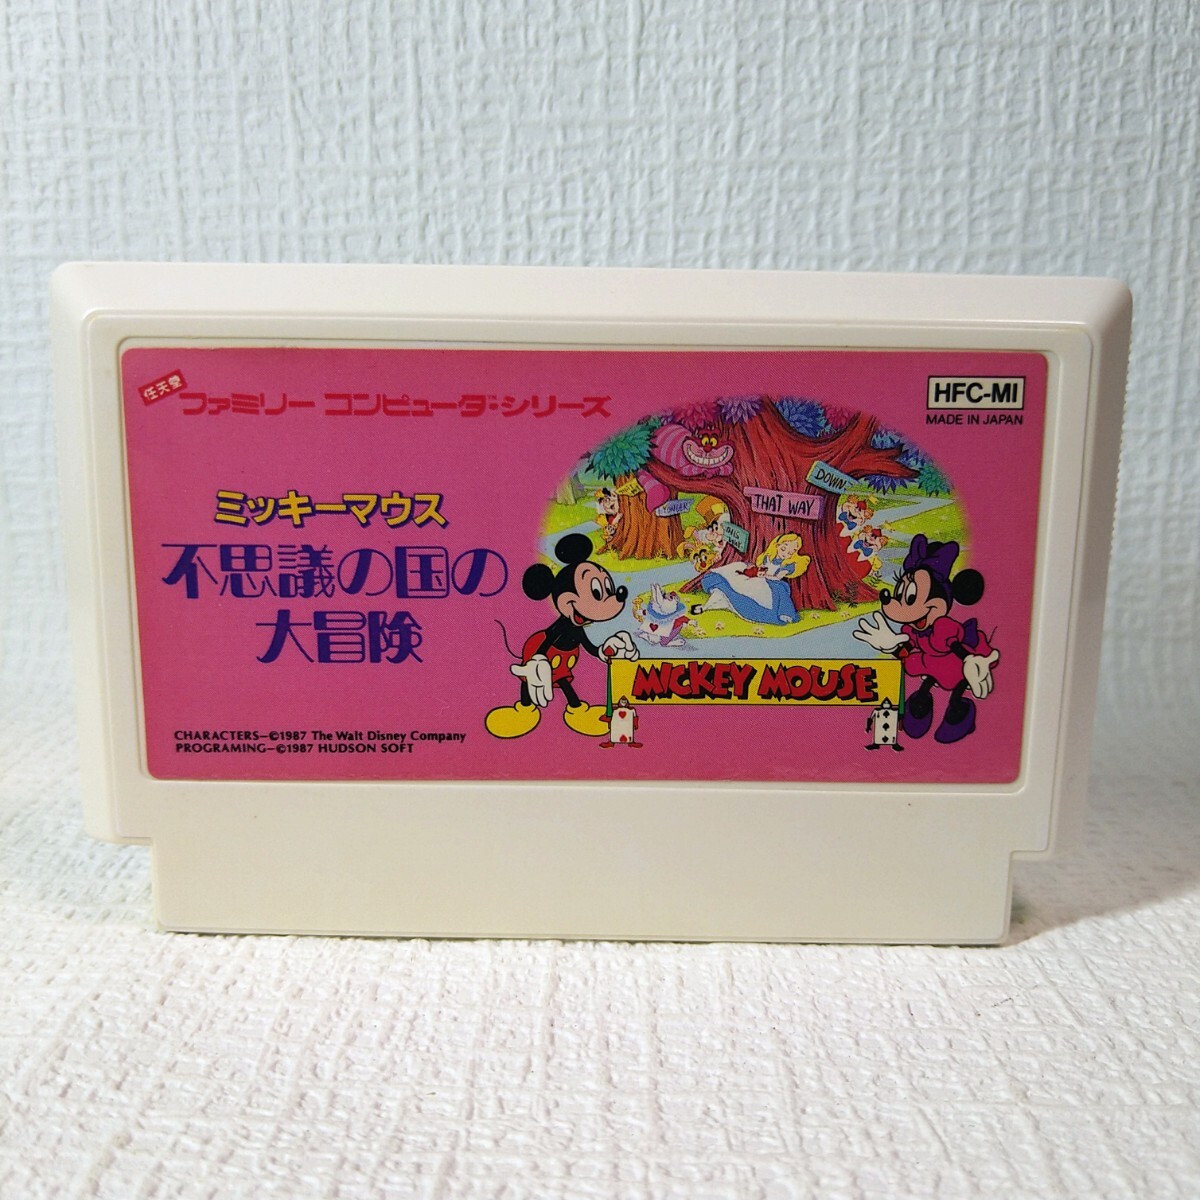 任天堂
ファミリー コンピュータ・シリーズ
HFC-MI
MADE IN JAPAN
ミッキーマウス
不思議の国の
大冒険
DOWN
THAT WAY
THIS WAY
MICKEY MOUSE
CHARACTERS—©1987 The Walt Disney Company
PROGRAMING—©1987 HUDSON SOFT